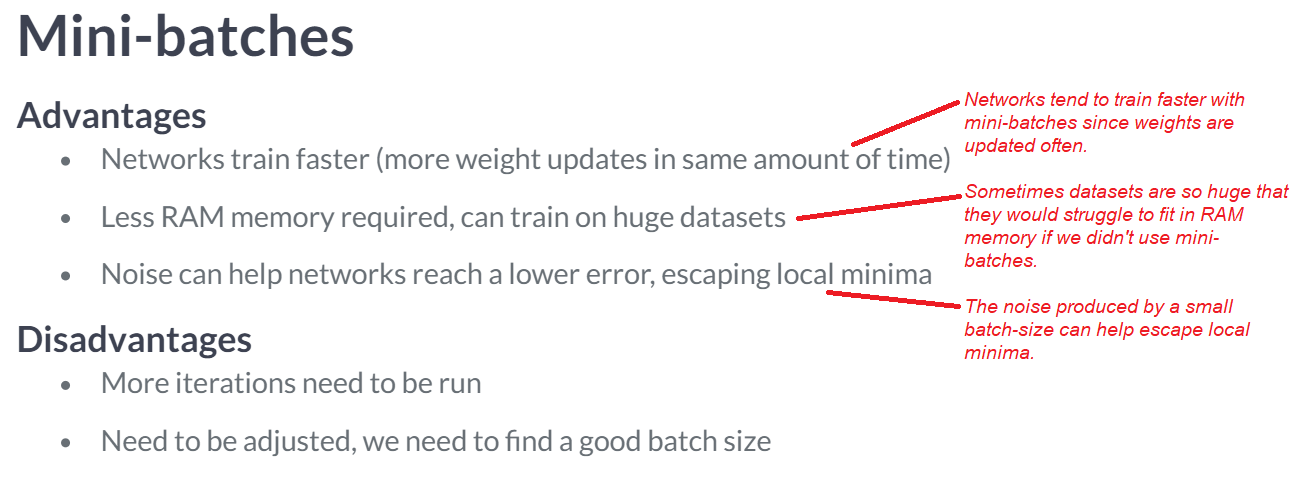 Mini-batches
Advantages
• Networks train faster (more weight updates in same amount of time)
• Less RAM memory required, can train on huge datasets
• Noise can help networks reach a lower error, escaping local minima
Disadvantages
• More iterations need to be run
• Need to be adjusted, we need to find a good batch size
Networks tend to train faster with
mini-batches since weights are
updated often.
Sometimes datasets are so huge that
they would struggle to fit in RAM
memory if we didn't use mini-
batches.
The noise produced by a small
batch-size can help escape local
minima.